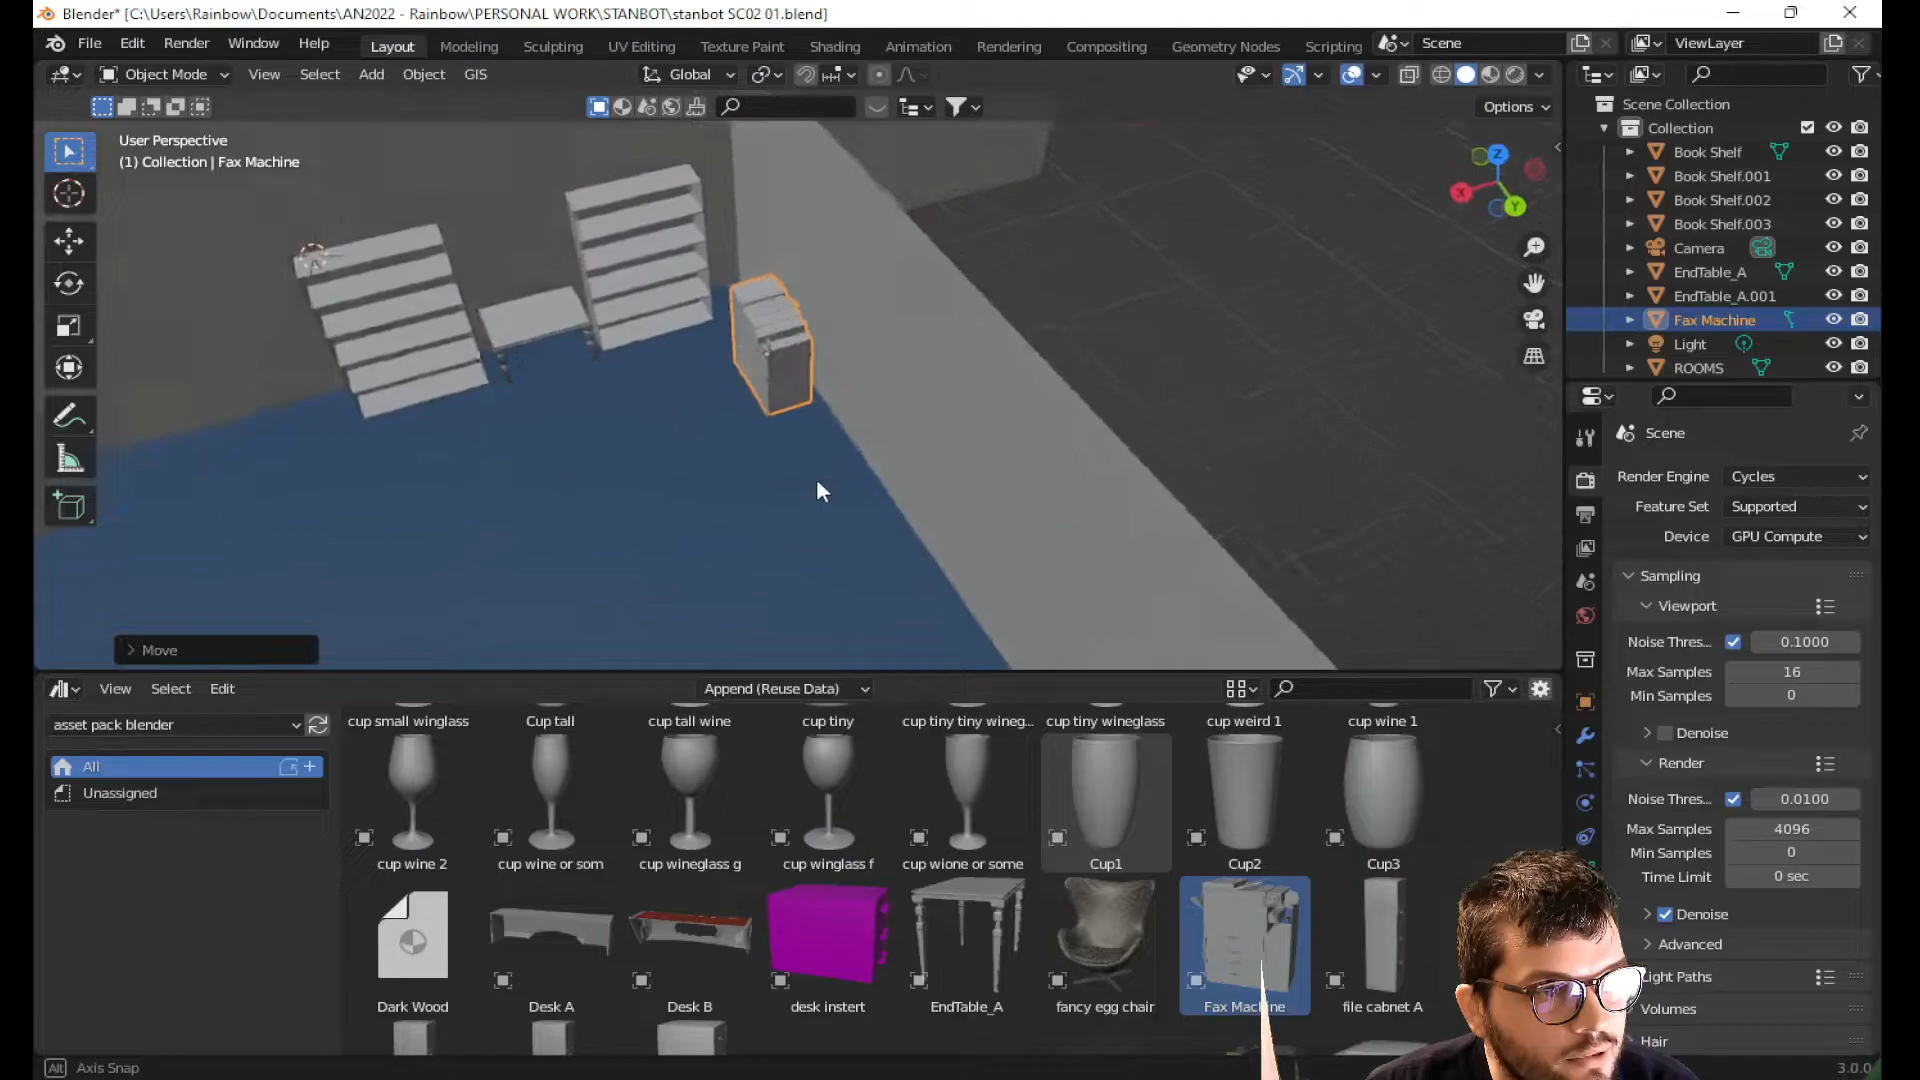 Blender* [C:\Users\Rainbow\Documents\AN2022 - Rainbow\PERSONAL WORK\STANBOT\stanbot SC02 01.blend]
File Edit Render Window Help Layout Modeling Sculpting UV Editing Texture Paint Shading Animation Rendering Compositing Geometry Nodes Scripting Scene ViewLayer
Object Mode View Select Add Object GIS Global
Options
User Perspective
(1) Collection | Fax Machine
Z
X
Y
Move
Scene Collection
Collection
Book Shelf
Book Shelf.001
Book Shelf.002
Book Shelf.003
Camera
EndTable_A
EndTable_A.001
Fax Machine
Light
ROOMS
Scene
Render Engine Cycles
Feature Set Supported
Device GPU Compute
Sampling
Viewport
Noise Thres... 0.1000
Max Samples 16
Min Samples 0
Denoise
Render
Noise Thres... 0.0100
Max Samples 4096
Min Samples 0
Time Limit 0 sec
Denoise
Advanced
Light Paths
Volumes
Hair
View Select Edit Append (Reuse Data)
asset pack blender
All
Unassigned
cup small winglass Cup tall cup tall wine cup tiny cup tiny tiny wineg... cup tiny wineglass cup weird 1 cup wine 1
cup wine 2 cup wine or som cup wineglass g cup winglass f cup wione or some Cup1 Cup2 Cup3
Dark Wood Desk A Desk B desk instert EndTable_A fancy egg chair Fax Machine file cabnet A
Alt Axis Snap
3.0.0